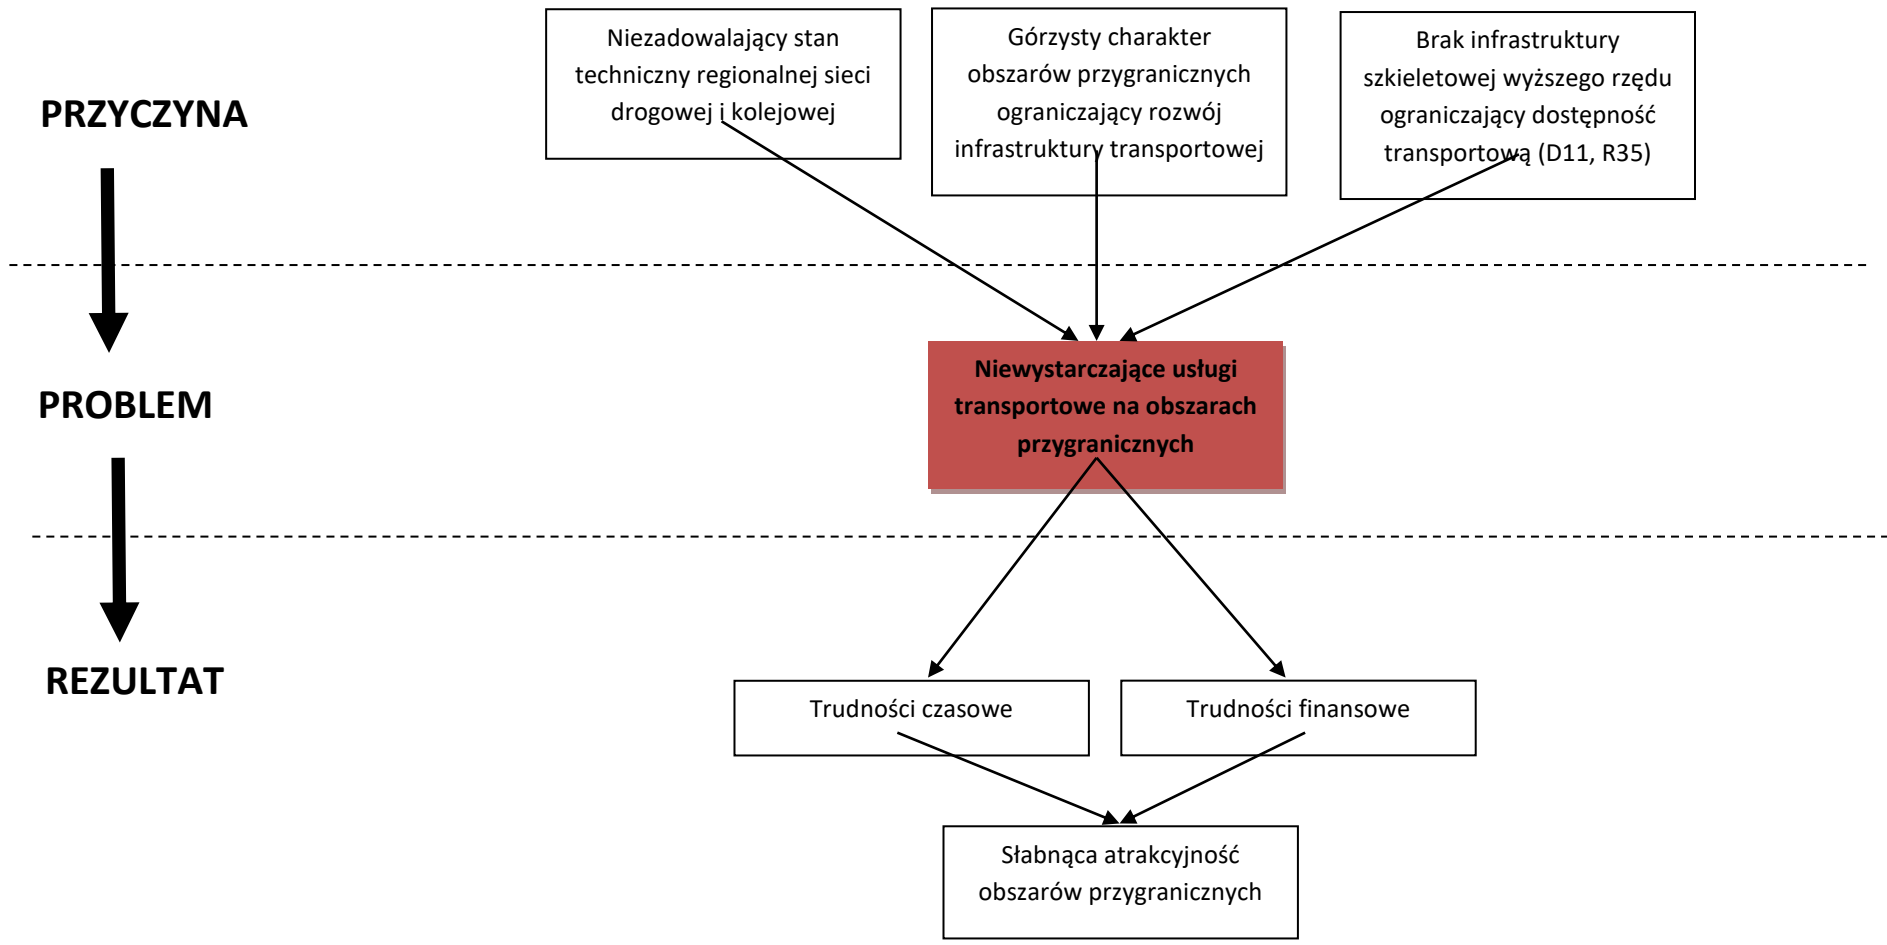 PRZYCZYNA
Niezadowalający stan
techniczny regionalnej sieci
drogowej i kolejowej
Górzysty charakter
obszarów przygranicznych
ograniczający rozwój
infrastruktury transportowej
Brak infrastruktury
szkieletowej wyższego rzędu
ograniczający dostępność
transportową (D11, R35)
PROBLEM
Niewystarczające usługi
transportowe na obszarach
przygranicznych
REZULTAT
Trudności czasowe
Trudności finansowe
Słabnąca atrakcyjność
obszarów przygranicznych